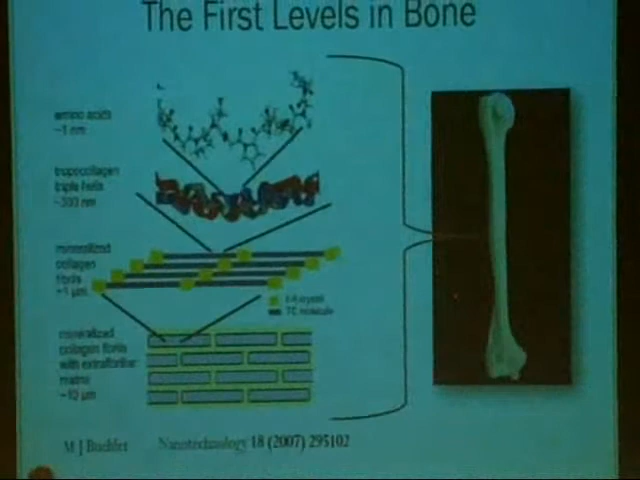 The First Levels in Bone
amino acids
~1 nm
tropocollagen
triple helix
~300 nm
mineralized
collagen
fibrils
~1 μm
HA crystal
TC molecule
mineralized
collagen fibrils
with extrafibrillar
matrix
~10 μm
M J Buehler
Nanotechnology 18 (2007) 295102